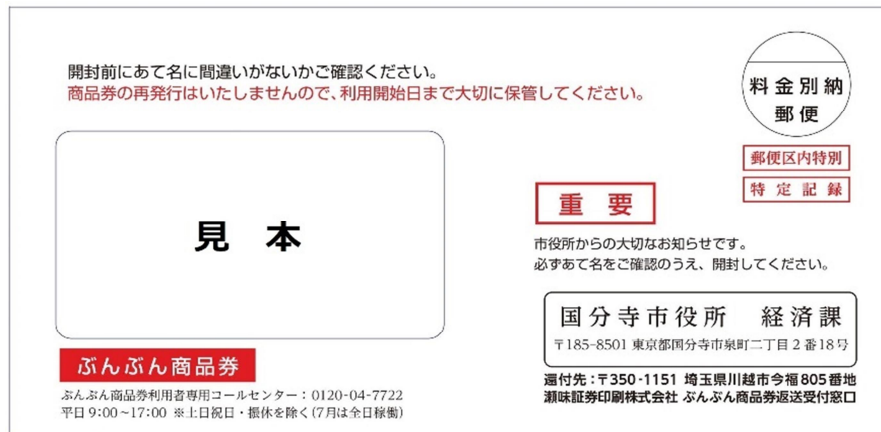 開封前にあて名に間違いがないかご確認ください。
商品券の再発行はいたしませんので、利用開始日まで大切に保管してください。
料金別納
郵便
郵便区内特別
特定記録
見 本
重 要
市役所からの大切なお知らせです。
必ずあて名をご確認のうえ、開封してください。
国分寺市役所 経済課
〒185-8501 東京都国分寺市泉町二丁目2番18号
ぶんぶん商品券
ぶんぶん商品券利用者専用コールセンター:0120-04-7722
平日9:00~17:00 ※土日祝日・振休を除く(7月は全日稼働)
還付先:〒350-1151 埼玉県川越市今福805番地
瀬味証券印刷株式会社 ぶんぶん商品券返送受付窓口